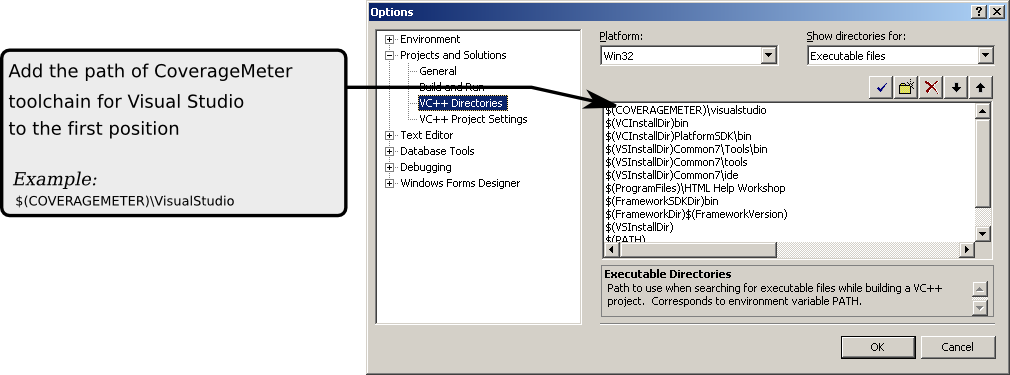 Options
Add the path of CoverageMeter
toolchain for Visual Studio
to the first position
Example:
$(COVERAGEMETER)\VisualStudio
Environment
Projects and Solutions
General
Build and Run
VC++ Directories
VC++ Project Settings
Text Editor
Database Tools
Debugging
Windows Forms Designer
Platform:
Win32
Show directories for:
Executable files
$(COVERAGEMETER)\visualstudio
$(VCInstallDir)bin
$(VCInstallDir)PlatformSDK\bin
$(VSInstallDir)Common7\Tools\bin
$(VSInstallDir)Common7\tools
$(VSInstallDir)Common7\ide
$(ProgramFiles)\HTML Help Workshop
$(FrameworkSDKDir)bin
$(FrameworkDir)$(FrameworkVersion)
$(VSInstallDir)
$(PATH)
Executable Directories
Path to use when searching for executable files while building a VC++
project. Corresponds to environment variable PATH.
OK
Cancel